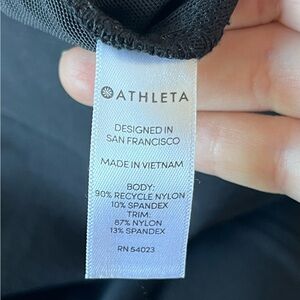 ATHLETA
DESIGNED IN
SAN FRANCISCO
MADE IN VIETNAM
BODY:
90% RECYCLE NYLON
10% SPANDEX
TRIM:
87% NYLON
13% SPANDEX
RN 54023